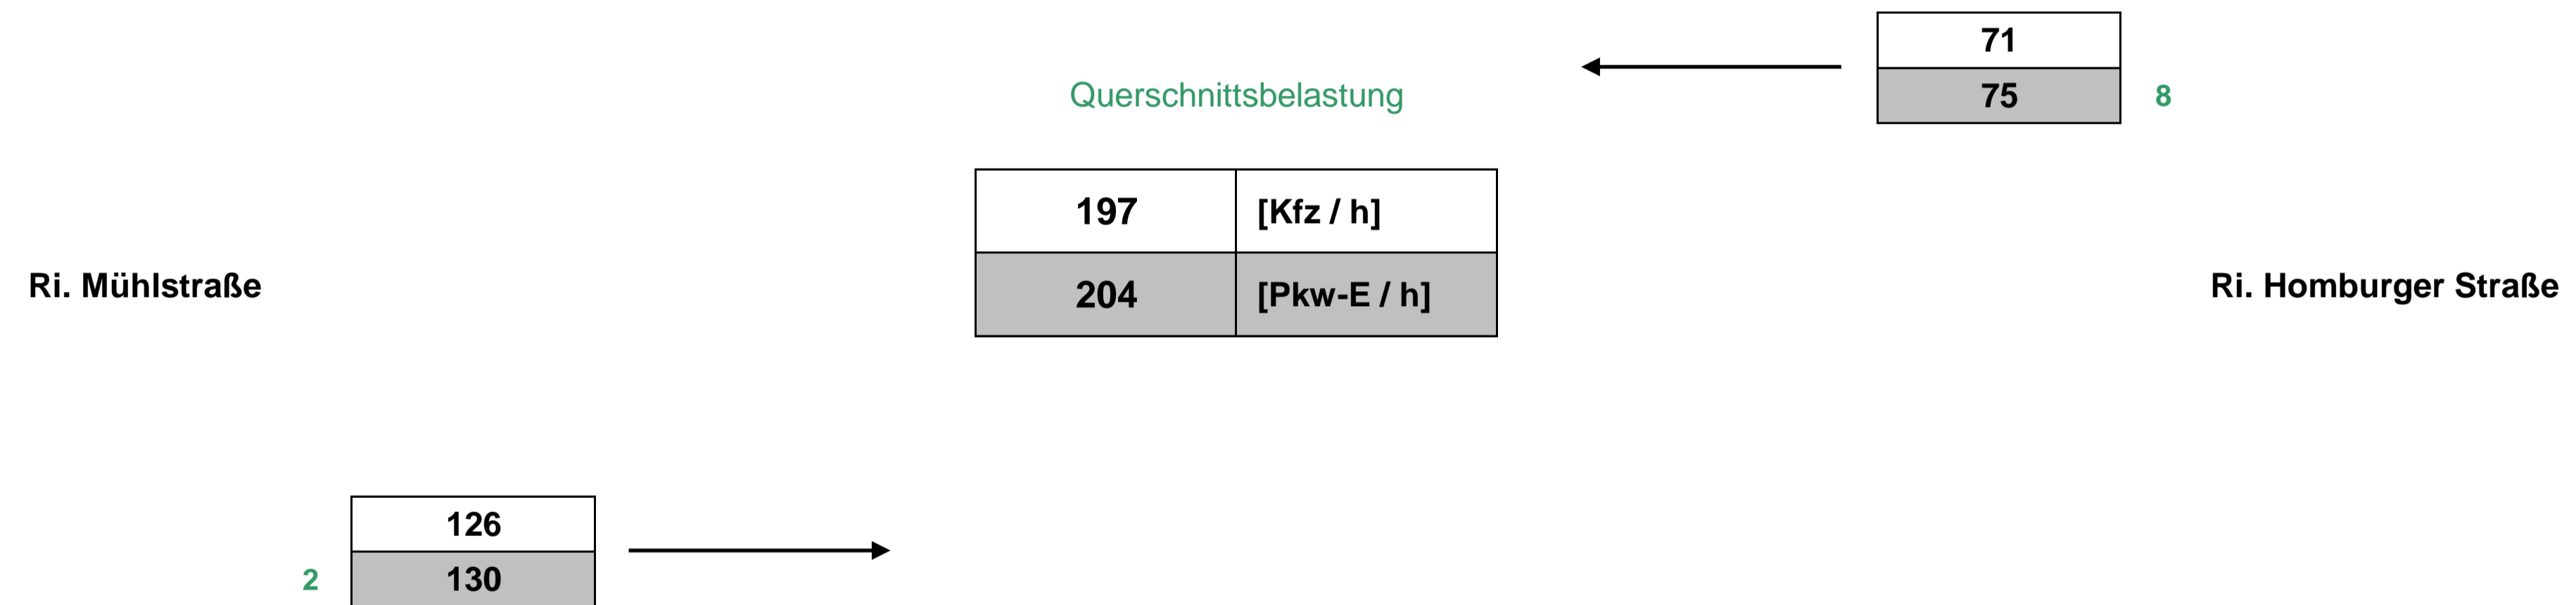 71
75 8
Querschnittsbelastung
197 [Kfz / h]
204 [Pkw-E / h]
Ri. Mühlstraße
Ri. Homburger Straße
126
2 130